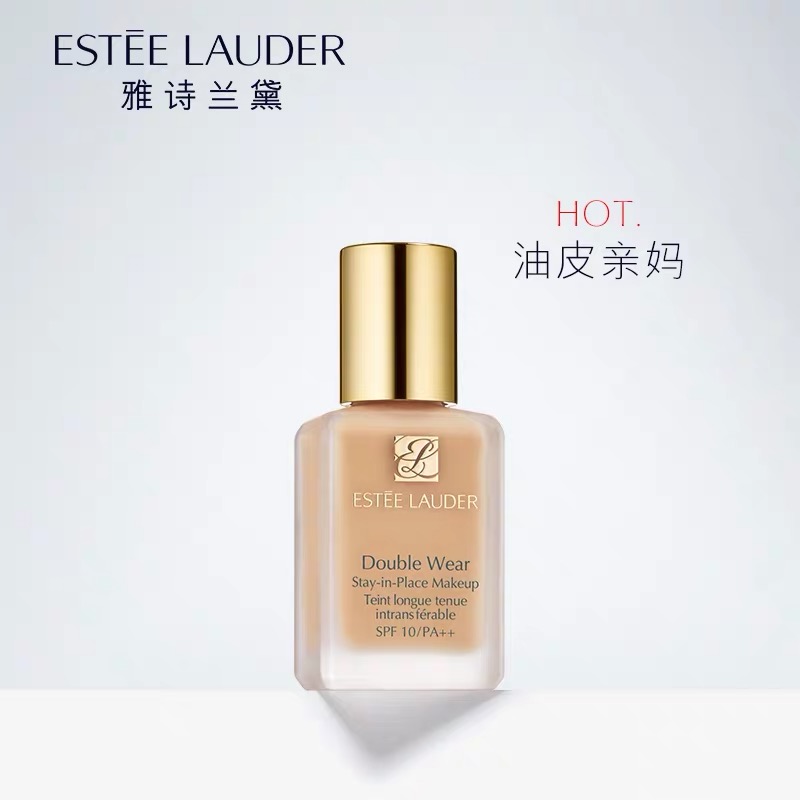 ESTĒE LAUDER
雅诗兰黛
HOT.
油皮亲妈
ESTĒE LAUDER
Double Wear
Stay-in-Place Makeup
Teint longue tenue
intransférable
SPF 10/PA++